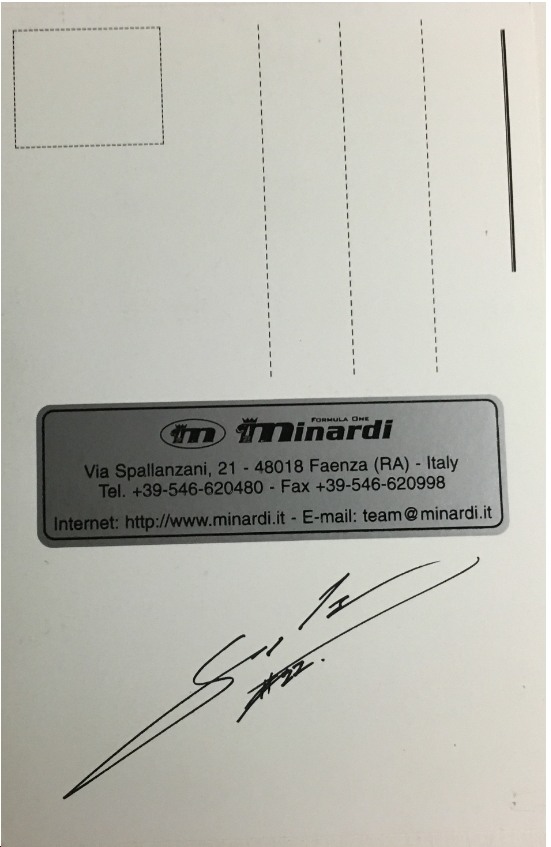 m FORMULA ONE Minardi
Via Spallanzani, 21 - 48018 Faenza (RA) - Italy
Tel. +39-546-620480 - Fax +39-546-620998
Internet: http://www.minardi.it - E-mail: team@minardi.it
#22.